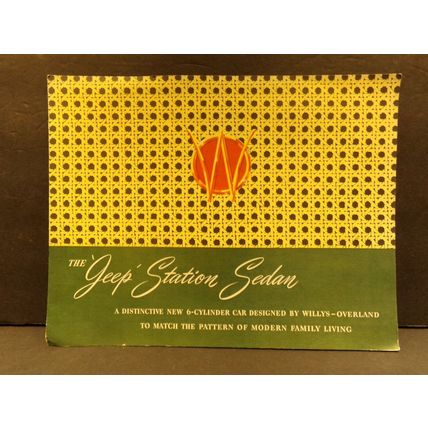 W
THE 'Jeep' Station Sedan
A DISTINCTIVE NEW 6-CYLINDER CAR DESIGNED BY WILLYS-OVERLAND
TO MATCH THE PATTERN OF MODERN FAMILY LIVING